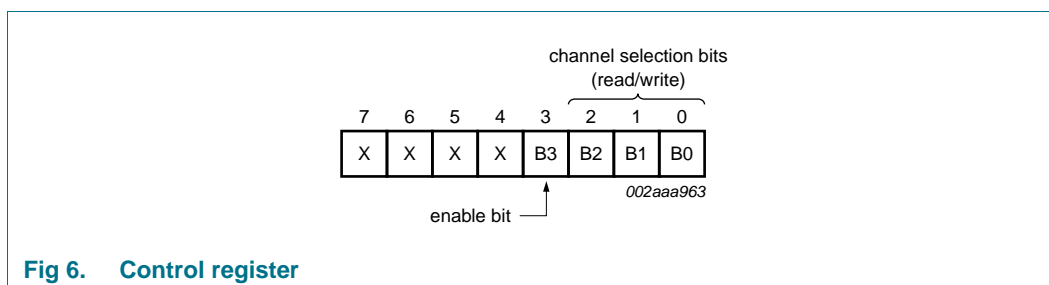 channel selection bits
(read/write)
7 6 5 4 3 2 1 0
X X X X B3 B2 B1 B0
002aaa963
enable bit
Fig 6. Control register